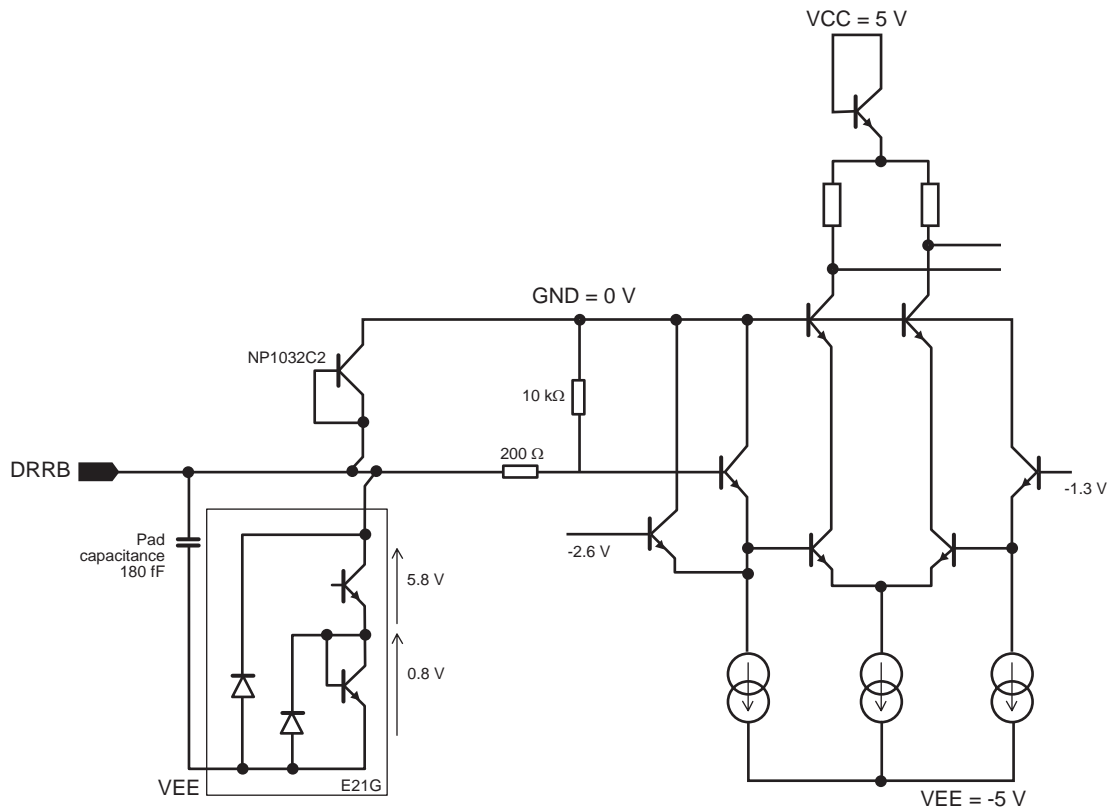 VCC = 5 V
GND = 0 V
NP1032C2
10 kΩ
DRRB
200 Ω
-1.3 V
Pad
capacitance
180 fF
-2.6 V
5.8 V
0.8 V
VEE
E21G
VEE = -5 V